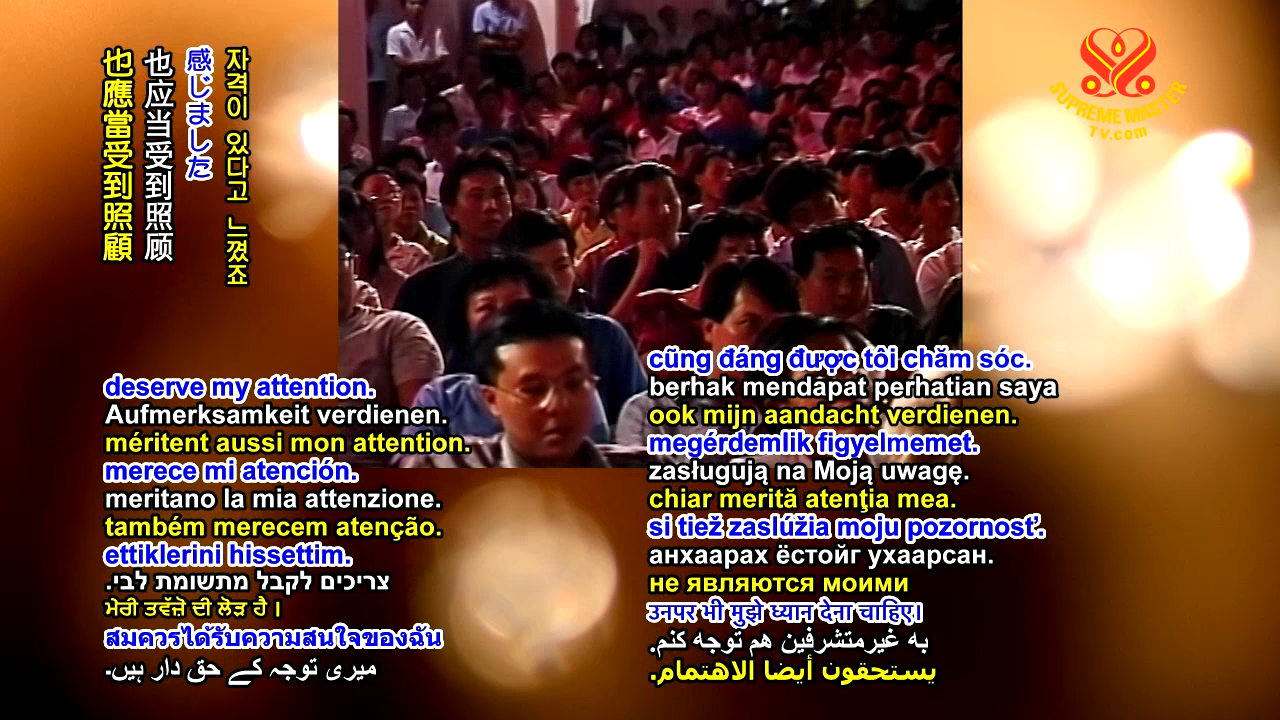 자격이 있다고 느꼈죠
感じました
也应当受到照顾
也應當受到照顧
SUPREME MASTER
TV.com
deserve my attention.
Aufmerksamkeit verdienen.
méritent aussi mon attention.
merece mi atención.
meritano la mia attenzione.
também merecem atenção.
ettiklerini hissettim.
צריכים לקבל מתשומת לבי.
ਮੇਰੀ ਤਵੱਜ਼ੋ ਦੀ ਲੋੜ ਹੈ।
สมควรได้รับความสนใจของฉัน
میری توجہ کے حق دار ہیں۔
cũng đáng được tôi chăm sóc.
berhak mendapat perhatian saya
ook mijn aandacht verdienen.
megérdemlik figyelmemet.
zasługują na Moją uwagę.
chiar merită atenţia mea.
si tiež zaslúžia moju pozornosť.
анхаарах ёстойг ухаарсан.
не являются моими
उनपर भी मुझे ध्यान देना चाहिए।
به غیرمتشرفین هم توجه کنم.
يستحقون أيضا الاهتمام.